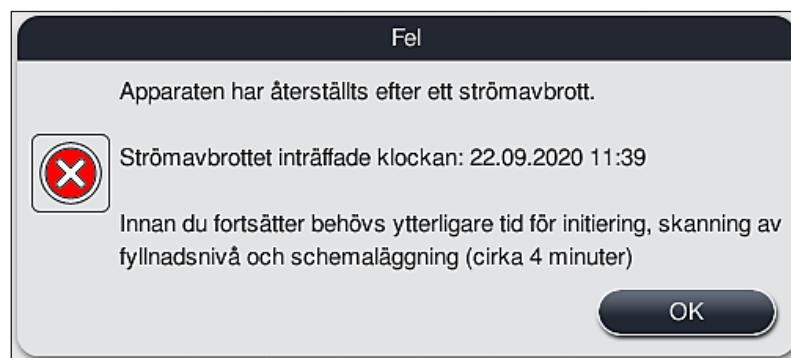 Fel
Apparaten har återställts efter ett strömavbrott.
Strömavbrottet inträffade klockan: 22.09.2020 11:39
Innan du fortsätter behövs ytterligare tid för initiering, skanning av
fyllnadsnivå och schemaläggning (cirka 4 minuter)
OK